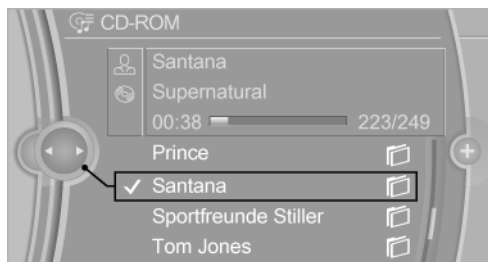 CD-ROM
Santana
Supernatural
00:38 223/249
Prince
Santana
Sportfreunde Stiller
Tom Jones